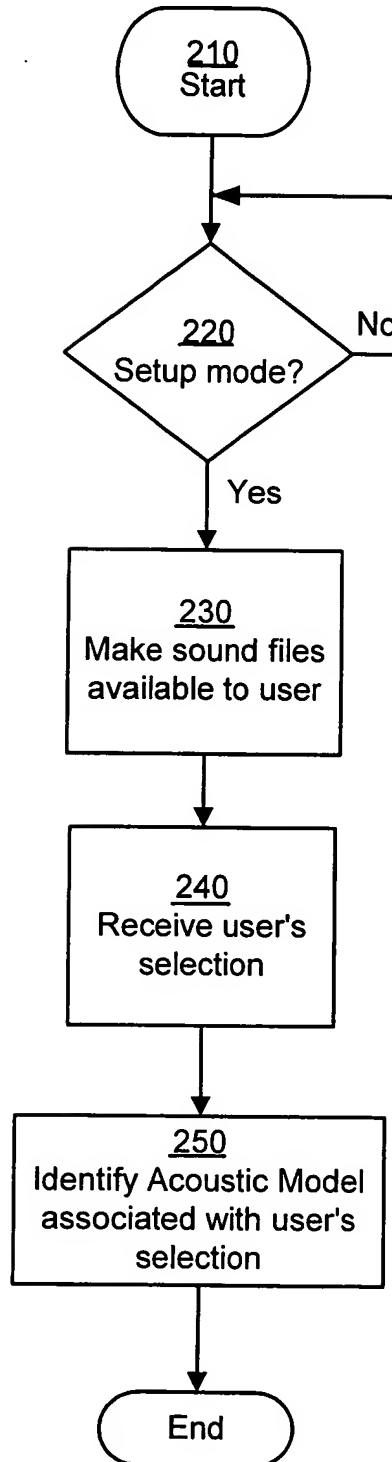 210
Start
220
Setup mode?
No
Yes
230
Make sound files
available to user
240
Receive user's
selection
250
Identify Acoustic Model
associated with user's
selection
End